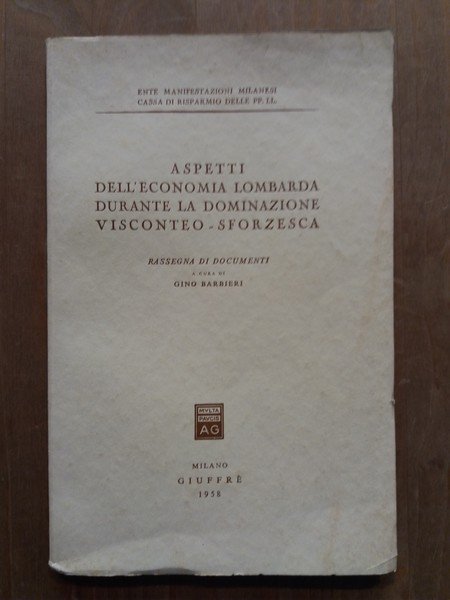 ENTE MANIFESTAZIONI MILANESI
CASSA DI RISPARMIO DELLE PP. LL.
ASPETTI
DELL'ECONOMIA LOMBARDA
DURANTE LA DOMINAZIONE
VISCONTEO - SFORZESCA
RASSEGNA DI DOCUMENTI
A CURA DI
GINO BARBIERI
MVLTA
PAVCIS
AG
MILANO
GIUFFRÈ
1958